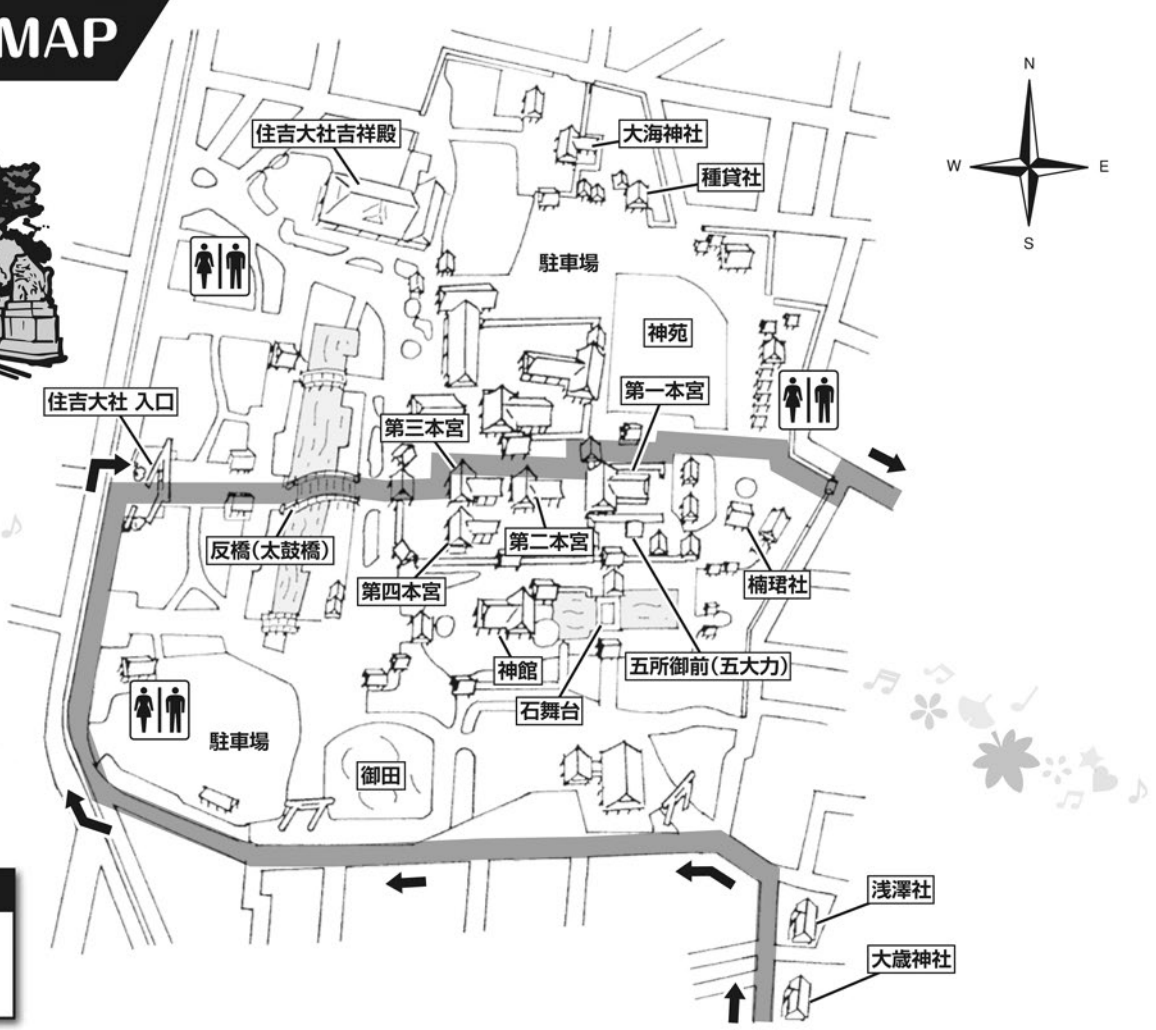 MAP
N
W
E
S
住吉大社吉祥殿
大海神社
種貸社
駐車場
神苑
住吉大社 入口
第三本宮
第一本宮
反橋(太鼓橋)
第二本宮
第四本宮
楠珺社
神館
五所御前(五大力)
石舞台
駐車場
御田
浅澤社
大歳神社